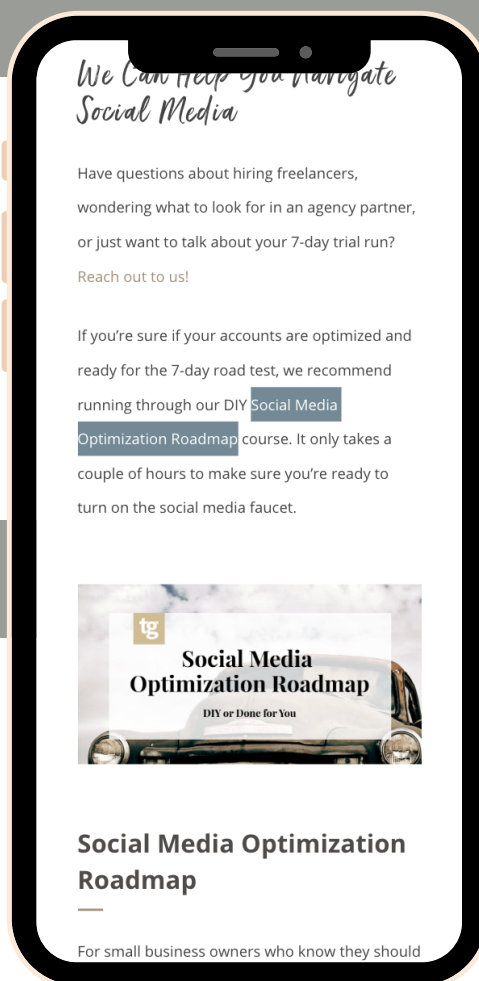 We Can Help You Navigate
Social Media
Have questions about hiring freelancers,
wondering what to look for in an agency partner,
or just want to talk about your 7-day trial run?
Reach out to us!
If you’re sure if your accounts are optimized and
ready for the 7-day road test, we recommend
running through our DIY Social Media
Optimization Roadmap course. It only takes a
couple of hours to make sure you’re ready to
turn on the social media faucet.
tg
Social Media
Optimization Roadmap
DIY or Done for You
Social Media Optimization
Roadmap
For small business owners who know they should